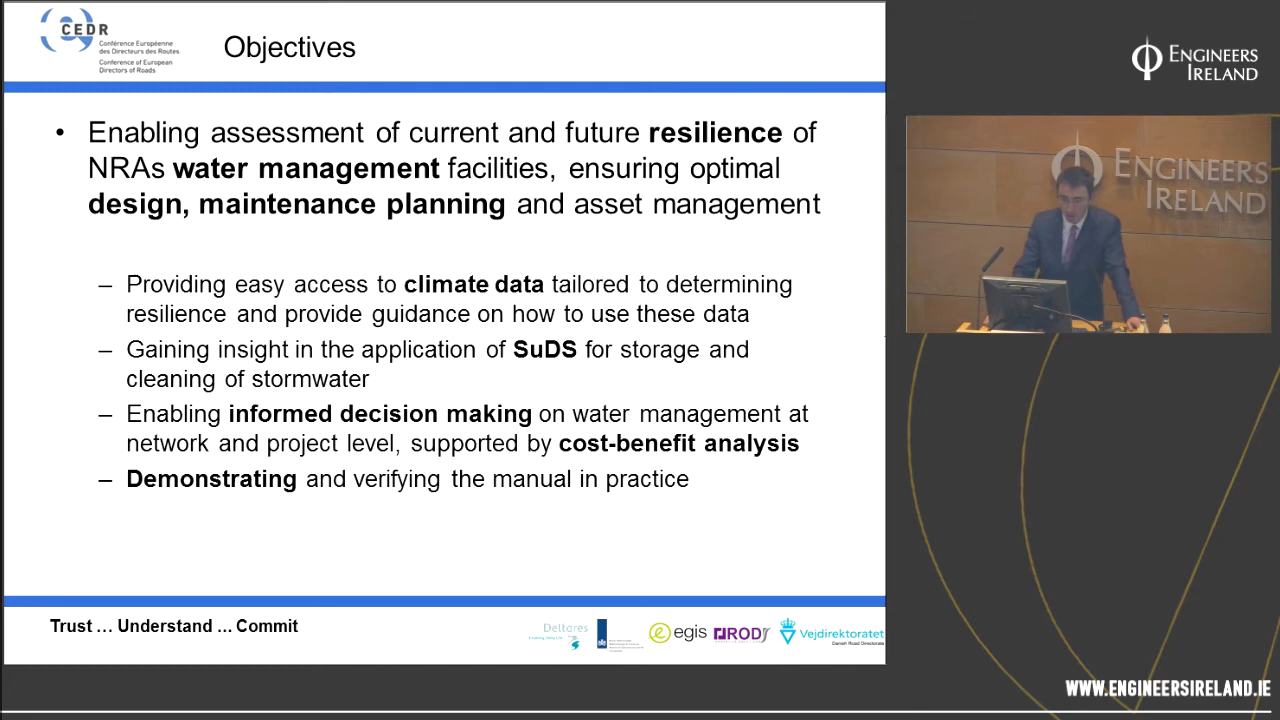 CEDR
Conférence Européenne
des Directeurs des Routes
Conference of European
Directors of Roads
Objectives
• Enabling assessment of current and future resilience of
NRAs water management facilities, ensuring optimal
design, maintenance planning and asset management
– Providing easy access to climate data tailored to determining
resilience and provide guidance on how to use these data
– Gaining insight in the application of SuDS for storage and
cleaning of stormwater
– Enabling informed decision making on water management at
network and project level, supported by cost-benefit analysis
– Demonstrating and verifying the manual in practice
Trust ... Understand ... Commit
Deltares
egis
ROD
Vejdirektoratet
Danish Road Directorate
ENGINEERS
IRELAND
ENGINEERS
IRELAND
WWW.ENGINEERSIRELAND.IE